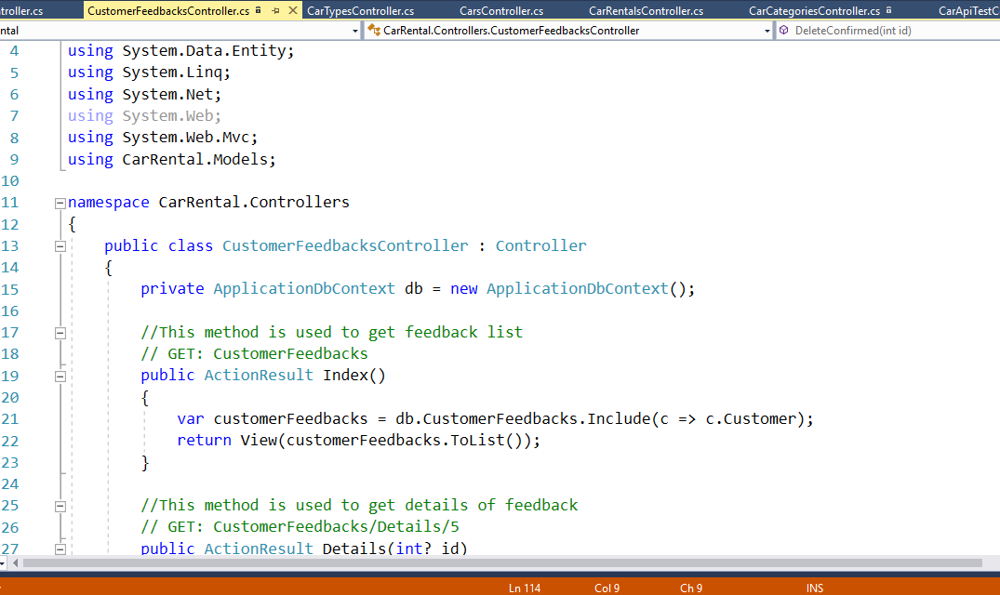 ntroller.cs CustomerFeedbacksController.cs CarTypesController.cs CarsController.cs CarRentalsController.cs CarCategoriesController.cs CarApiTestC
ntal CarRental.Controllers.CustomerFeedbacksController DeleteConfirmed(int id)
4 using System.Data.Entity;
5 using System.Linq;
6 using System.Net;
7 using System.Web;
8 using System.Web.Mvc;
9 using CarRental.Models;
10
11 namespace CarRental.Controllers
12 {
13 public class CustomerFeedbacksController : Controller
14 {
15 private ApplicationDbContext db = new ApplicationDbContext();
16
17 //This method is used to get feedback list
18 // GET: CustomerFeedbacks
19 public ActionResult Index()
20 {
21 var customerFeedbacks = db.CustomerFeedbacks.Include(c => c.Customer);
22 return View(customerFeedbacks.ToList());
23 }
24
25 //This method is used to get details of feedback
26 // GET: CustomerFeedbacks/Details/5
27 public ActionResult Details(int? id)
Ln 114 Col 9 Ch 9 INS